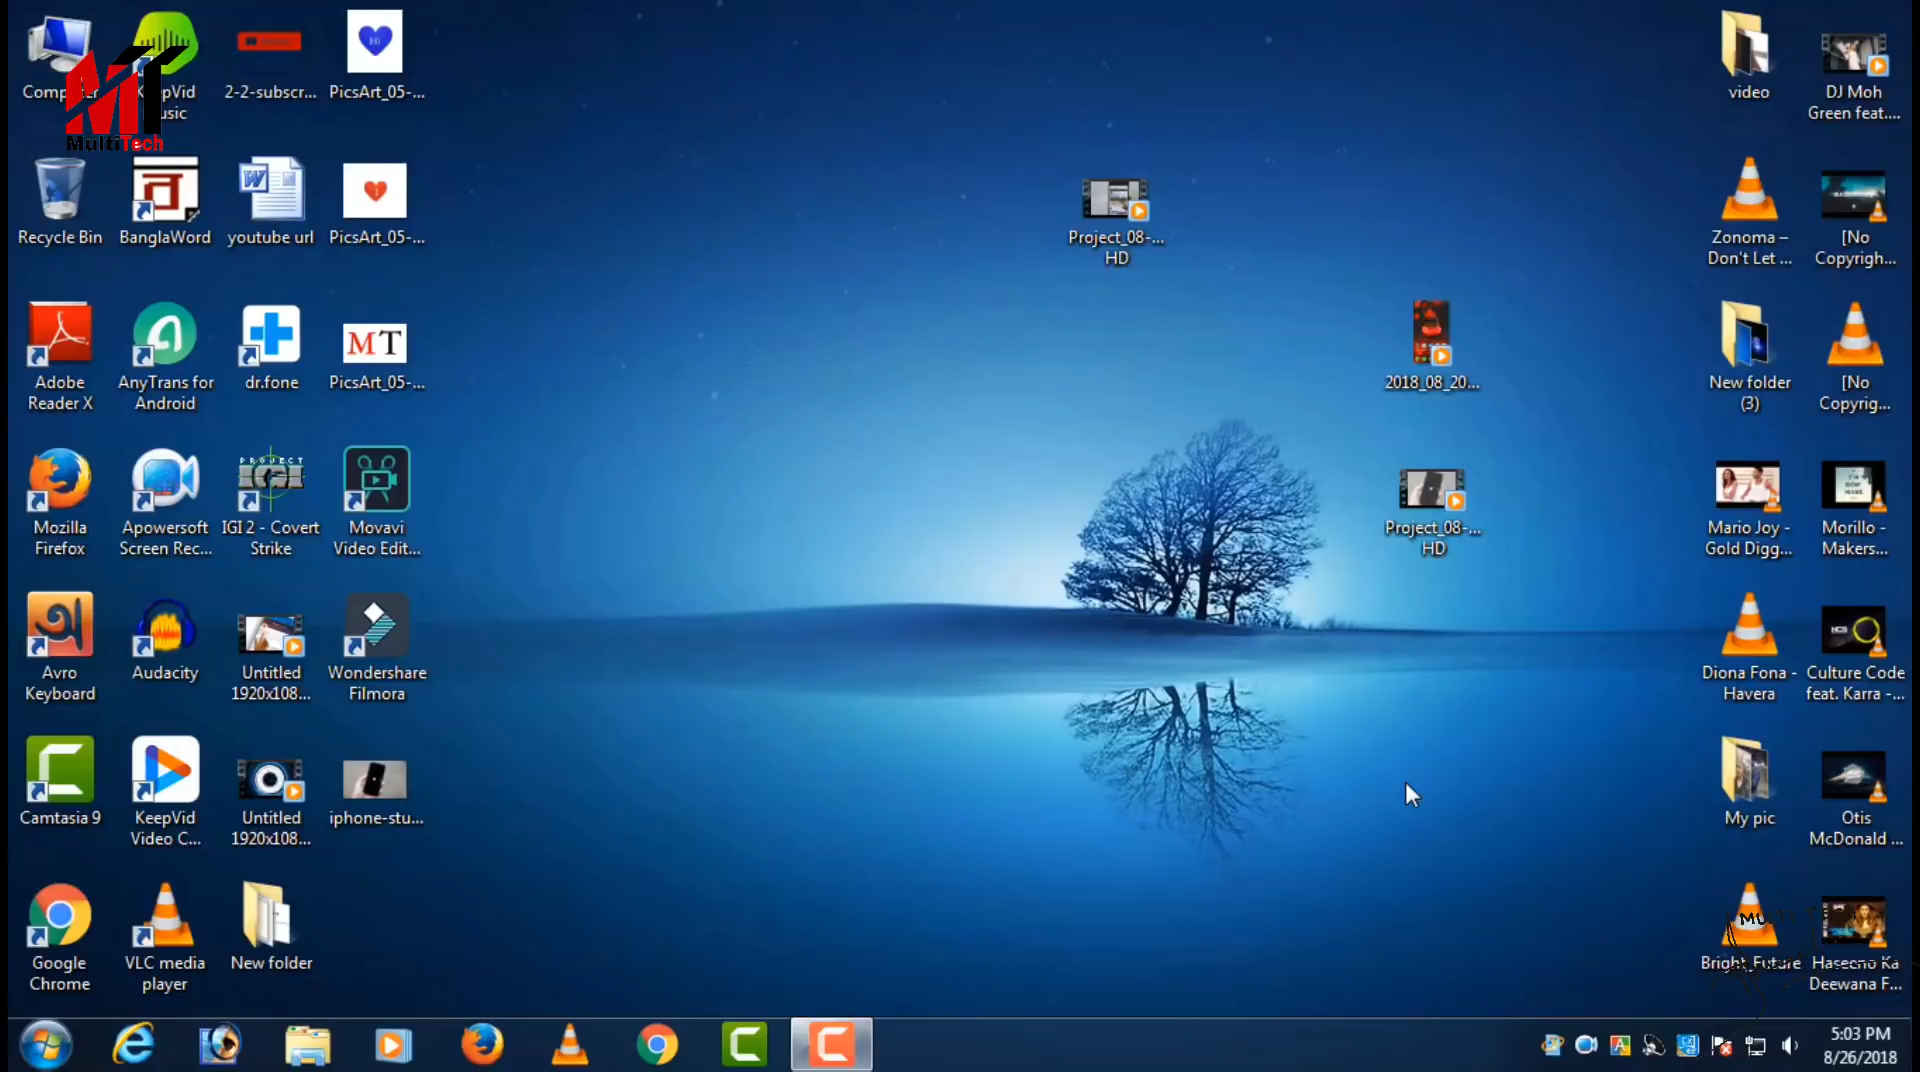 Computer
MultiTech
KeepVid
Music
2-2-subscr...
PicsArt_05-...
Recycle Bin
BanglaWord
youtube url
PicsArt_05-...
Adobe
Reader X
AnyTrans for
Android
dr.fone
MT
PicsArt_05-...
Mozilla
Firefox
Apowersoft
Screen Rec...
PROJECT
IGI 2 - Covert
Strike
Movavi
Video Edit...
Avro
Keyboard
Audacity
Untitled
1920x108...
Wondershare
Filmora
Camtasia 9
KeepVid
Video C...
Untitled
1920x108...
iphone-stu...
Google
Chrome
VLC media
player
New folder
Project_08-...
HD
2018_08_20...
Project_08-...
HD
video
DJ Moh
Green feat....
Zonoma –
Don't Let ...
[No
Copyrigh...
New folder
(3)
[No
Copyrig...
Mario Joy -
Gold Digg...
Morillo -
Makers...
Diona Fona -
Havera
NCS
Culture Code
feat. Karra -...
My pic
Otis
McDonald ...
Bright Future
Haseeno Ka
Deewana F...
5:03 PM
8/26/2018